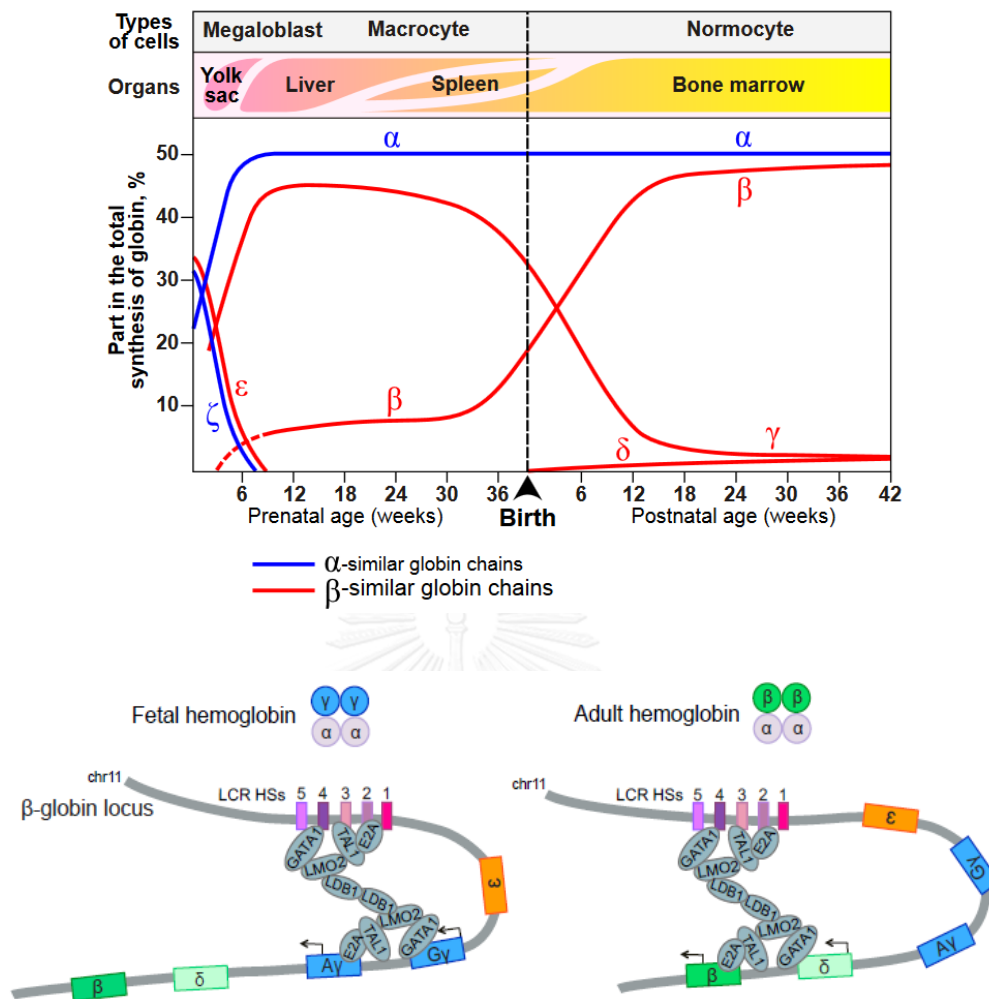 Types of cells
Megaloblast Macrocyte Normocyte
Organs
Yolk sac
Liver Spleen Bone marrow
Part in the total synthesis of globin, %
50
40
30
20
10
α α
β
ε
ζ
β
γ
δ
6 12 18 24 30 36 6 12 18 24 30 36 42
Prenatal age (weeks) Birth Postnatal age (weeks)
α-similar globin chains
β-similar globin chains
Fetal hemoglobin
γ γ
α α
chr11
β-globin locus
LCR HSs
5 4 3 2 1
GATA1
TAL1
E2A
LMO2
LDB1
LDB1
LMO2
E2A
TAL1
GATA1
ε
Gγ
Aγ
δ
β
Adult hemoglobin
β β
α α
chr11
LCR HSs
5 4 3 2 1
GATA1
TAL1
E2A
LMO2
LDB1
LDB1
LMO2
E2A
TAL1
GATA1
ε
Gγ
Aγ
δ
β